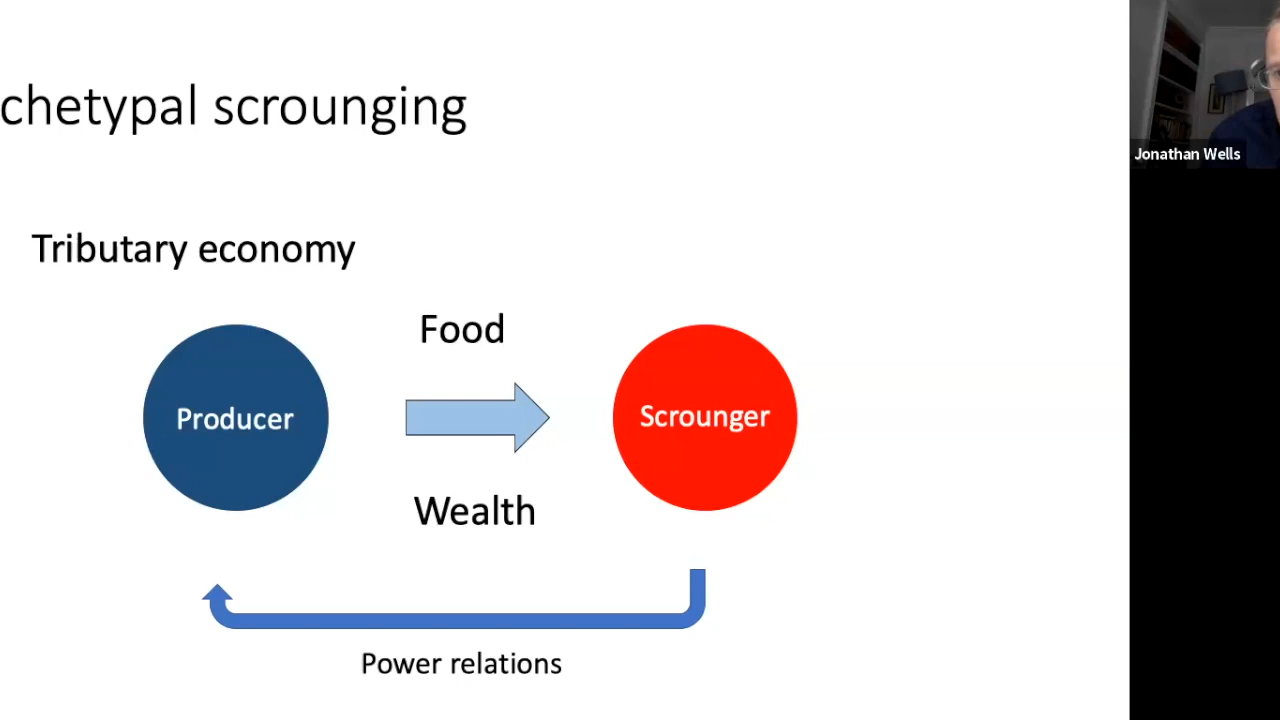 chetypal scrounging
Jonathan Wells
Tributary economy
Food
Producer
Scrounger
Wealth
Power relations